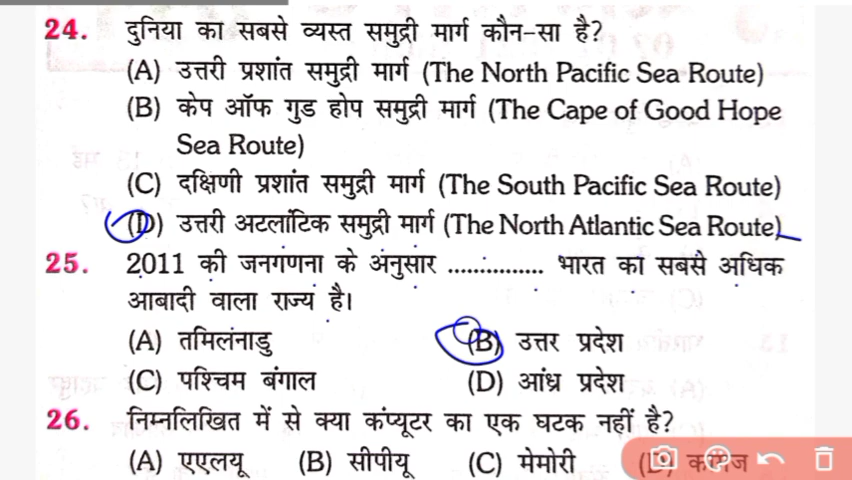 24. दुनिया का सबसे व्यस्त समुद्री मार्ग कौन-सा है?
(A) उत्तरी प्रशांत समुद्री मार्ग (The North Pacific Sea Route)
(B) केप ऑफ गुड होप समुद्री मार्ग (The Cape of Good Hope
Sea Route)
(C) दक्षिणी प्रशांत समुद्री मार्ग (The South Pacific Sea Route)
(D) उत्तरी अटलांटिक समुद्री मार्ग (The North Atlantic Sea Route)
25. 2011 की जनगणना के अनुसार ............... भारत का सबसे अधिक
आबादी वाला राज्य है।
(A) तमिलनाडु (B) उत्तर प्रदेश
(C) पश्चिम बंगाल (D) आंध्र प्रदेश
26. निम्नलिखित में से क्या कंप्यूटर का एक घटक नहीं है?
(A) एएलयू (B) सीपीयू (C) मेमोरी (D)